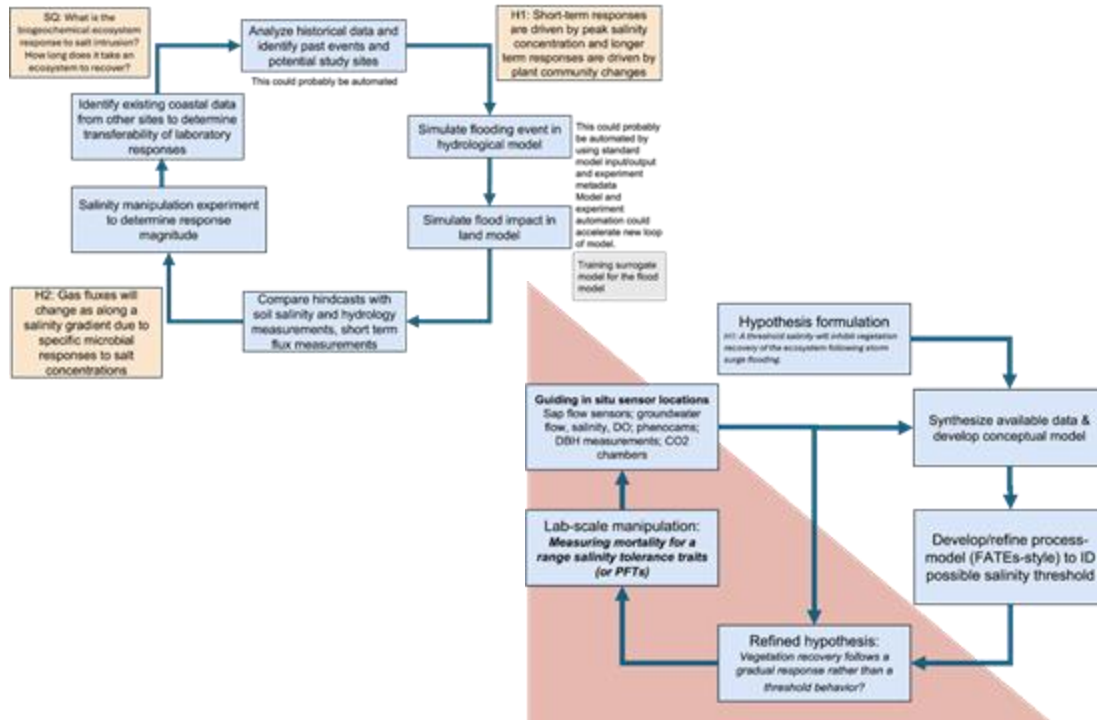 SQ: What is the
biogeochemical ecosystem
response to salt intrusion?
How long does it take an
ecosystem to recover?
Analyze historical data and
identify past events and
potential study sites
This could probably be automated
H1: Short-term responses
are driven by peak salinity
concentration and longer
term responses are driven by
plant community changes
Identify existing coastal data
from other sites to determine
transferability of laboratory
responses
Simulate flooding event in
hydrological model
This could probably
be automated by
using standard
model input/output
and experiment
metadata
Model and
experiment
automation could
accelerate new loop
of model.
Salinity manipulation experiment
to determine response
magnitude
Simulate flood impact in
land model
Training surrogate
model for the flood
model
H2: Gas fluxes will
change as along a
salinity gradient due to
specific microbial
responses to salt
concentrations
Compare hindcasts with
soil salinity and hydrology
measurements, short term
flux measurements
Hypothesis formulation
H1: A threshold salinity will inhibit vegetation
recovery of the ecosystem following storm
surge flooding.
Guiding in situ sensor locations
Sap flow sensors; groundwater
flow, salinity, DO; phenocams;
DBH measurements; CO2
chambers
Synthesize available data &
develop conceptual model
Lab-scale manipulation:
Measuring mortality for a
range salinity tolerance traits
(or PFTs)
Develop/refine process-
model (FATEs-style) to ID
possible salinity threshold
Refined hypothesis:
Vegetation recovery follows a
gradual response rather than a
threshold behavior?